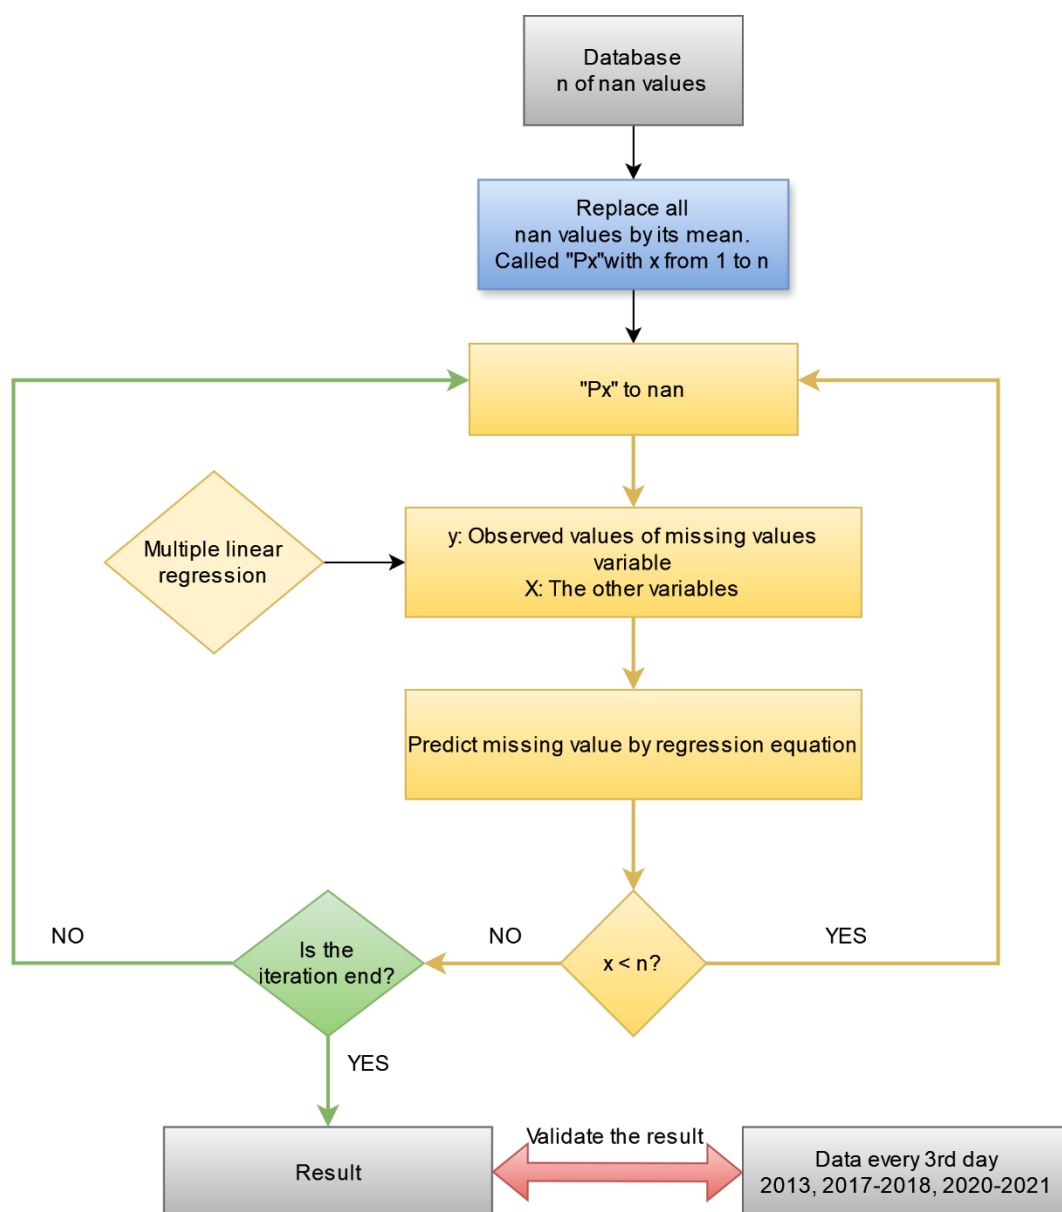 Database
n of nan values
Replace all
nan values by its mean.
Called "Px"with x from 1 to n
"Px" to nan
Multiple linear
regression
y: Observed values of missing values
variable
X: The other variables
Predict missing value by regression equation
NO
Is the
iteration end?
NO
x < n?
YES
YES
Validate the result
Result
Data every 3rd day
2013, 2017-2018, 2020-2021